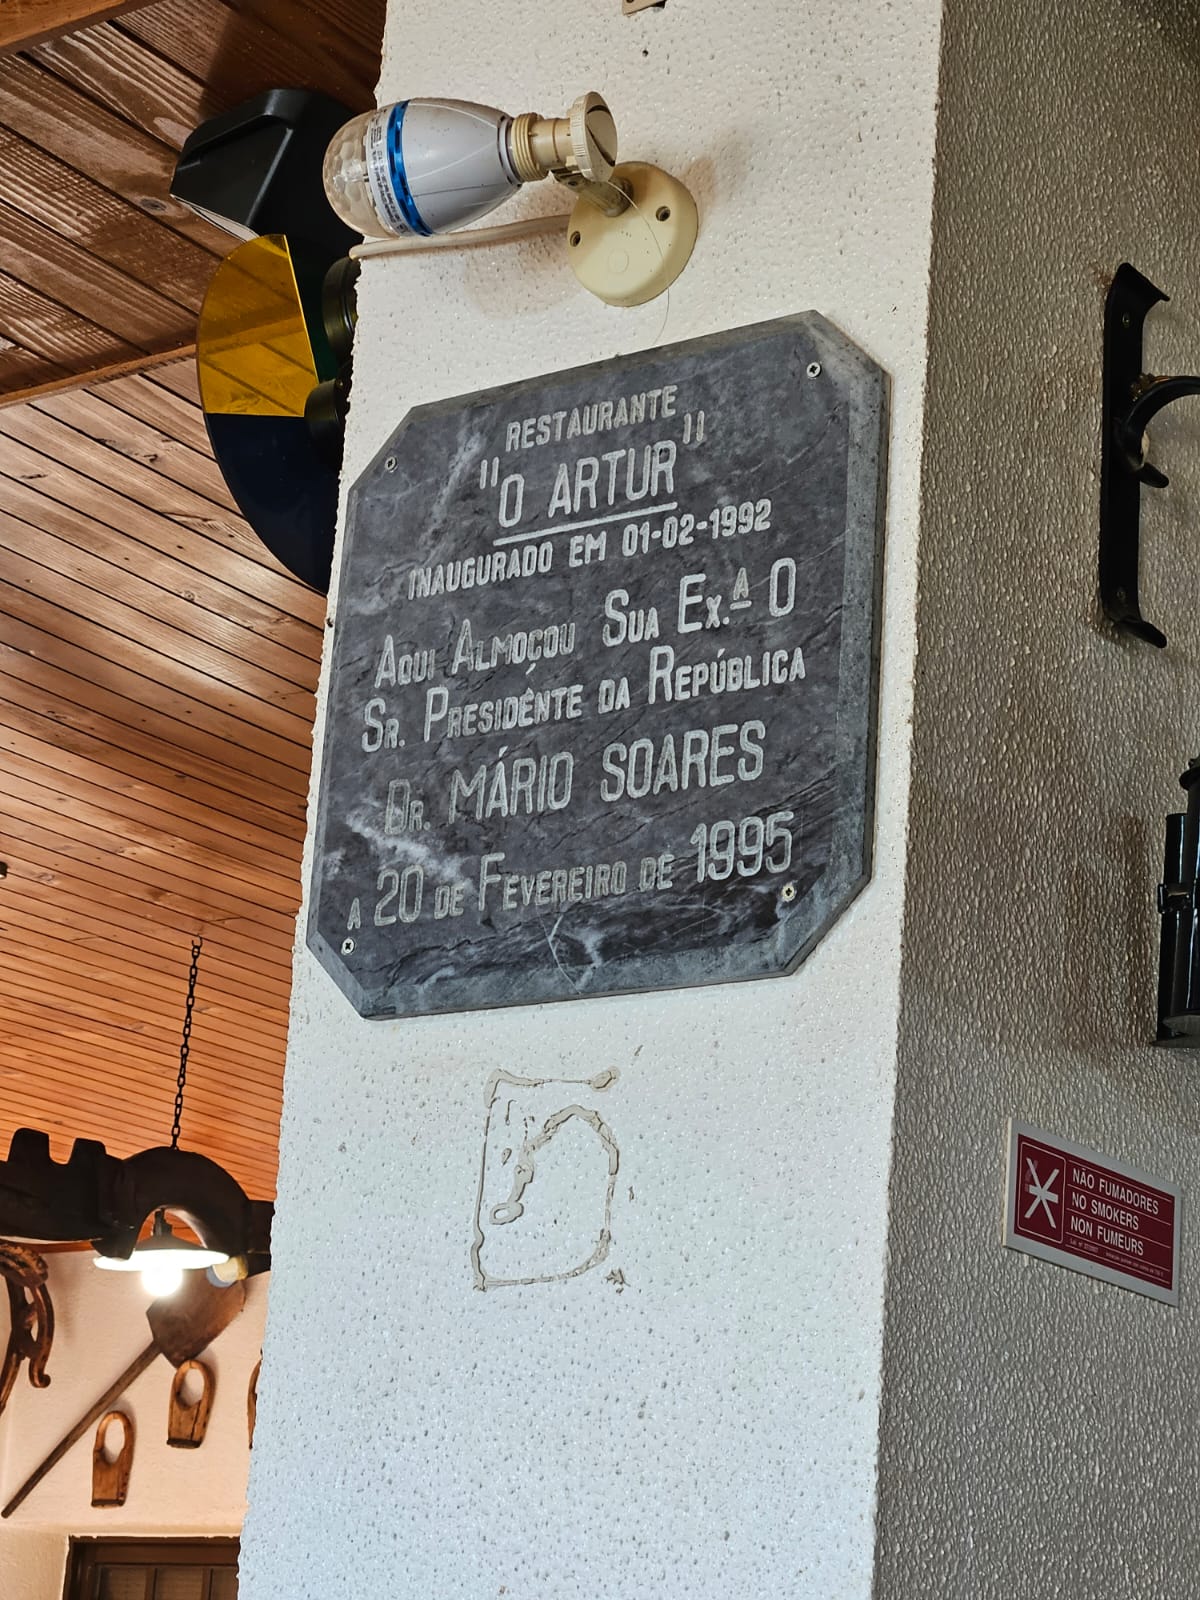 RESTAURANTE
"O ARTUR"
INAUGURADO EM 01-02-1992
AQUI ALMOÇOU SUA EX.ª O
SR. PRESIDENTE DA REPÚBLICA
DR. MÁRIO SOARES
A 20 DE FEVEREIRO DE 1995
NÃO FUMADORES
NO SMOKERS
NON FUMEURS